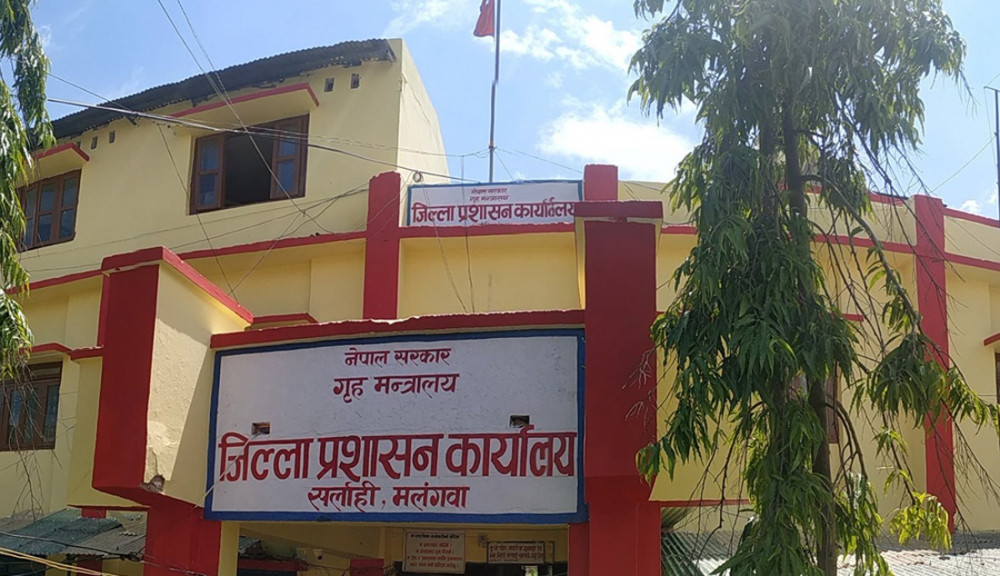 नेपाल सरकार
गृह मन्त्रालय
जिल्ला प्रशासन कार्यालय
नेपाल सरकार
गृह मन्त्रालय
जिल्ला प्रशासन कार्यालय
सर्लाही, मलंगवा